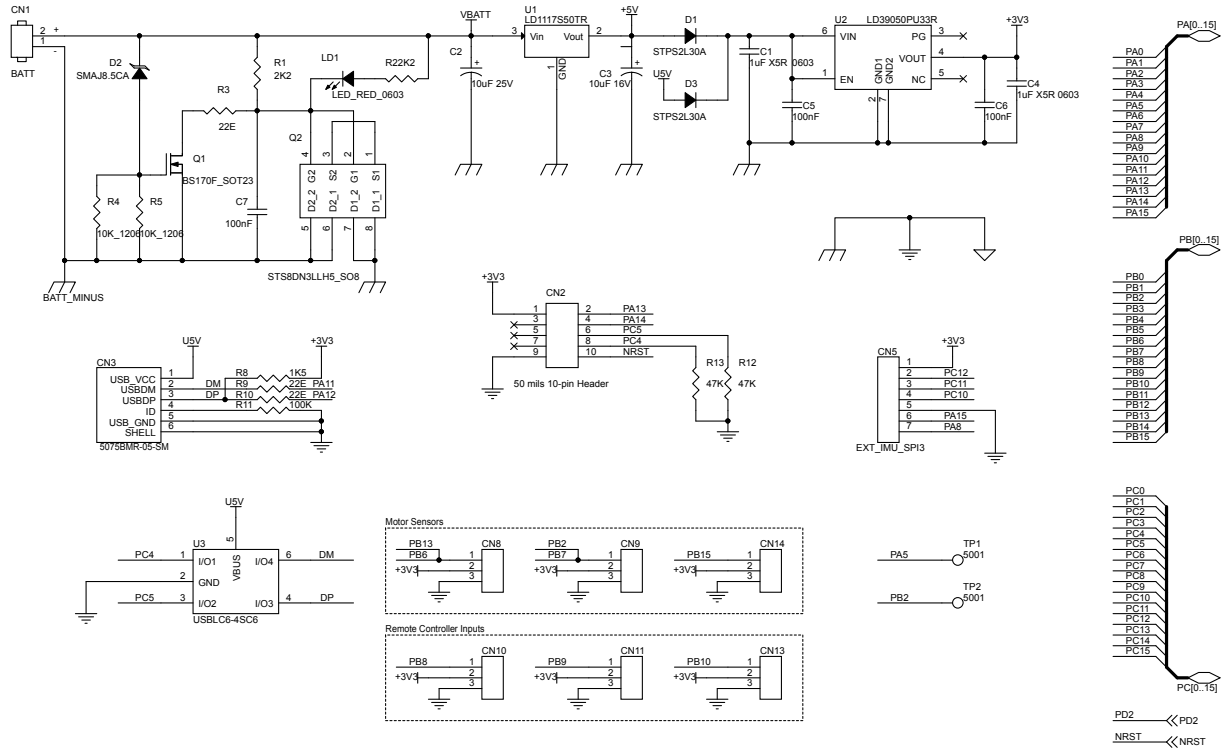 CN1
2 +
1 -
BATT
D2
SMAJ8.5CA
R1
2K2
LD1
LED_RED_0603
R22K2
R3
22E
Q1
BS170F_SOT23
R4
10K_1206
R5
10K_1206
C7
100nF
Q2
4 3 2 1
G2 S2 G1 S1
D2_2 D2_1 D1_2 D1_1
5 6 7 8
STS8DN3LLH5_SO8
BATT_MINUS
VBATT
C2
+
10uF 25V
U1
LD1117S50TR
3 Vin Vout 2
GND
1
+5V
C3
+
10uF 16V
D1
STPS2L30A
U5V
D3
STPS2L30A
C1
1uF X5R 0603
C5
100nF
U2 LD39050PU33R
6 VIN PG 3
VOUT 4
1 EN NC 5
GND1 GND2
2 7
C6
100nF
+3V3
C4
1uF X5R 0603
PA[0..15]
PA0
PA1
PA2
PA3
PA4
PA5
PA6
PA7
PA8
PA9
PA10
PA11
PA12
PA13
PA14
PA15
PB[0..15]
PB0
PB1
PB2
PB3
PB4
PB5
PB6
PB7
PB8
PB9
PB10
PB11
PB12
PB13
PB14
PB15
+3V3
CN2
1 2 PA13
3 4 PA14
5 6 PC5
7 8 PC4
9 10 NRST
50 mils 10-pin Header
R13
47K
R12
47K
U5V
+3V3
CN3
USB_VCC 1
USBDM 2 DM
USBDP 3 DP
ID 4
USB_GND 5
SHELL 6
5075BMR-05-SM
R8 1K5
R9 22E PA11
R10 22E PA12
R11 100K
CN5
+3V3
1
2 PC12
3 PC11
4 PC10
5
6 PA15
7 PA8
EXT_IMU_SPI3
U5V
5
U3
VBUS
PC4 1 I/O1 I/O4 6 DM
2 GND
PC5 3 I/O2 I/O3 4 DP
USBLC6-4SC6
Motor Sensors
PB13 CN8
PB6 1
+3V3 2
3
PB2 CN9
PB7 1
+3V3 2
3
CN14
PB15 1
+3V3 2
3
Remote Controller Inputs
CN10
PB8 1
+3V3 2
3
CN11
PB9 1
+3V3 2
3
CN13
PB10 1
+3V3 2
3
TP1
PA5 5001
TP2
PB2 5001
PC0
PC1
PC2
PC3
PC4
PC5
PC6
PC7
PC8
PC9
PC10
PC11
PC12
PC13
PC14
PC15
PC[0..15]
PD2 PD2
NRST NRST